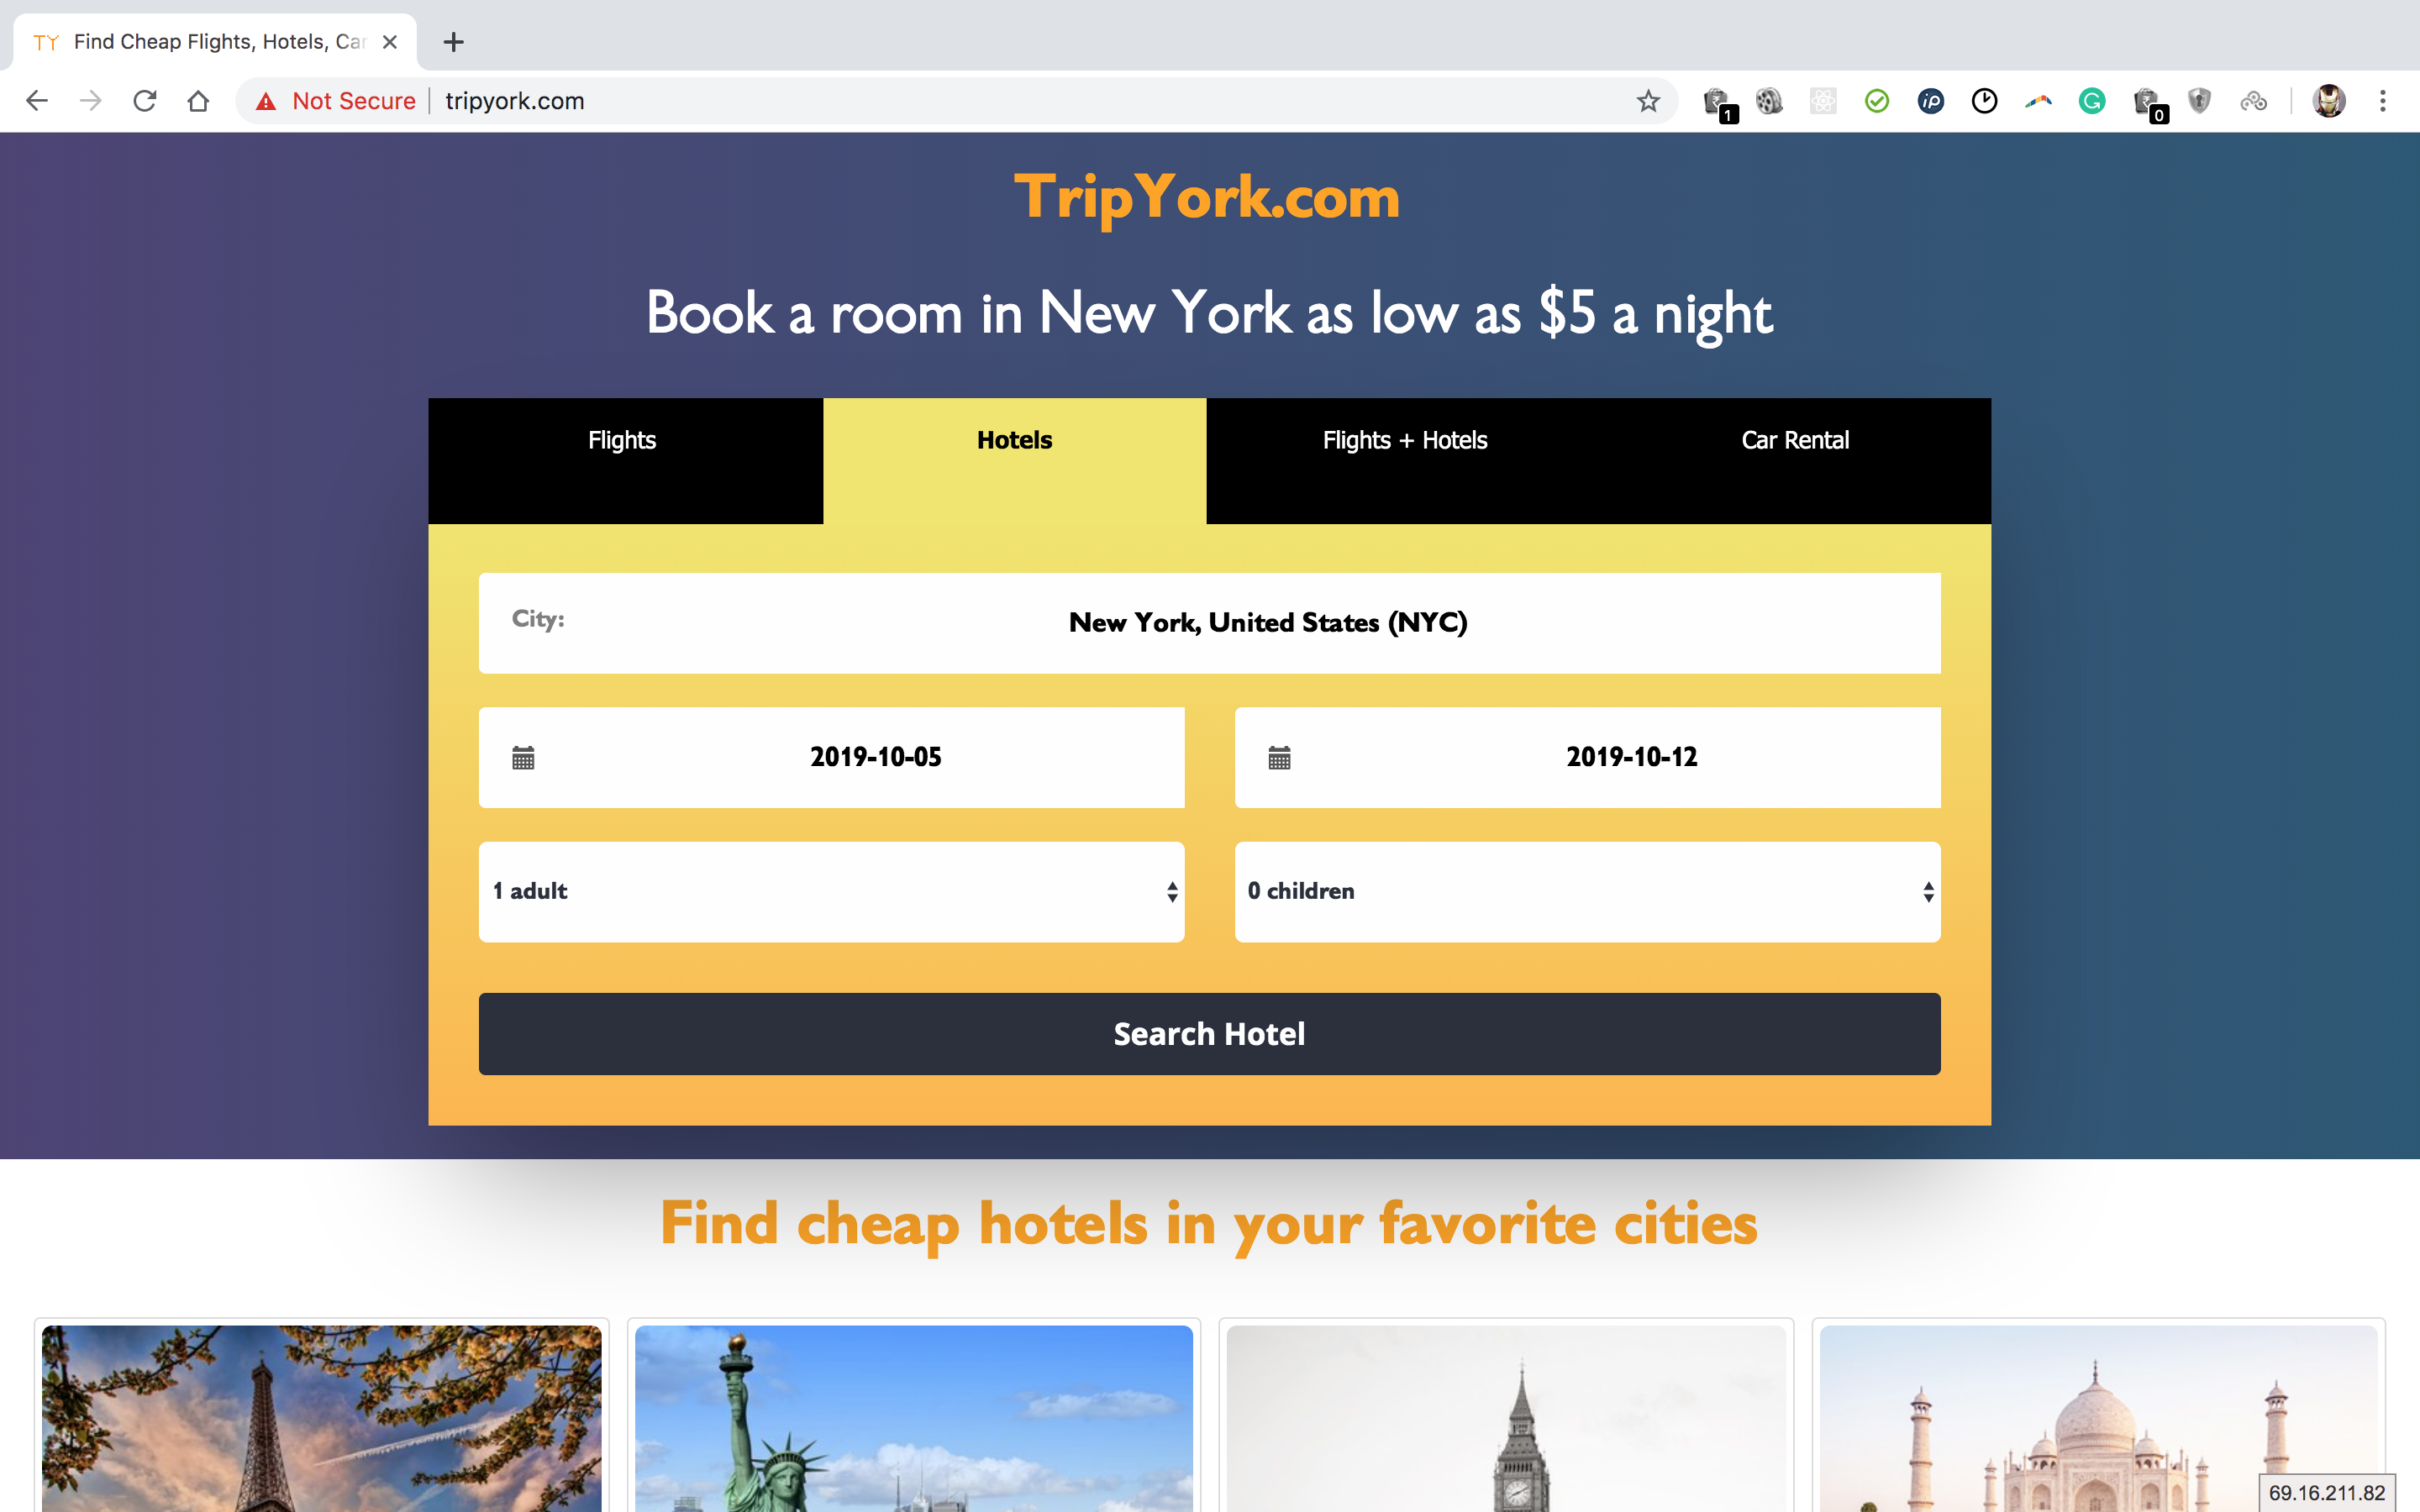 TY Find Cheap Flights, Hotels, Car
Not Secure tripyork.com
1 ip G 0
TripYork.com
Book a room in New York as low as $5 a night
Flights Hotels Flights + Hotels Car Rental
City: New York, United States (NYC)
2019-10-05 2019-10-12
1 adult 0 children
Search Hotel
Find cheap hotels in your favorite cities
69.16.211.82